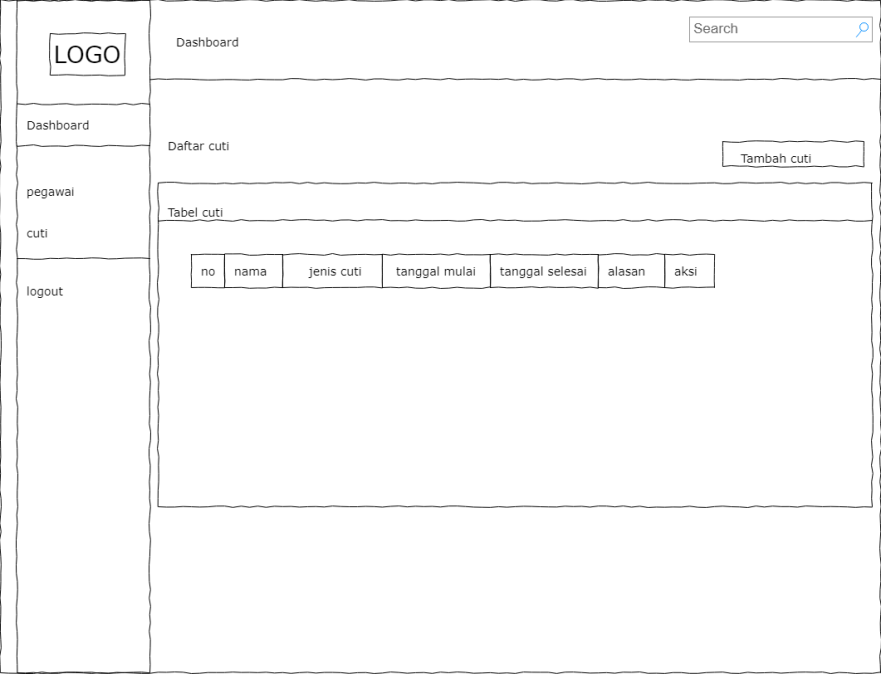 LOGO
Dashboard
Search
Dashboard
pegawai
cuti
logout
Daftar cuti
Tambah cuti
Tabel cuti
no nama jenis cuti tanggal mulai tanggal selesai alasan aksi